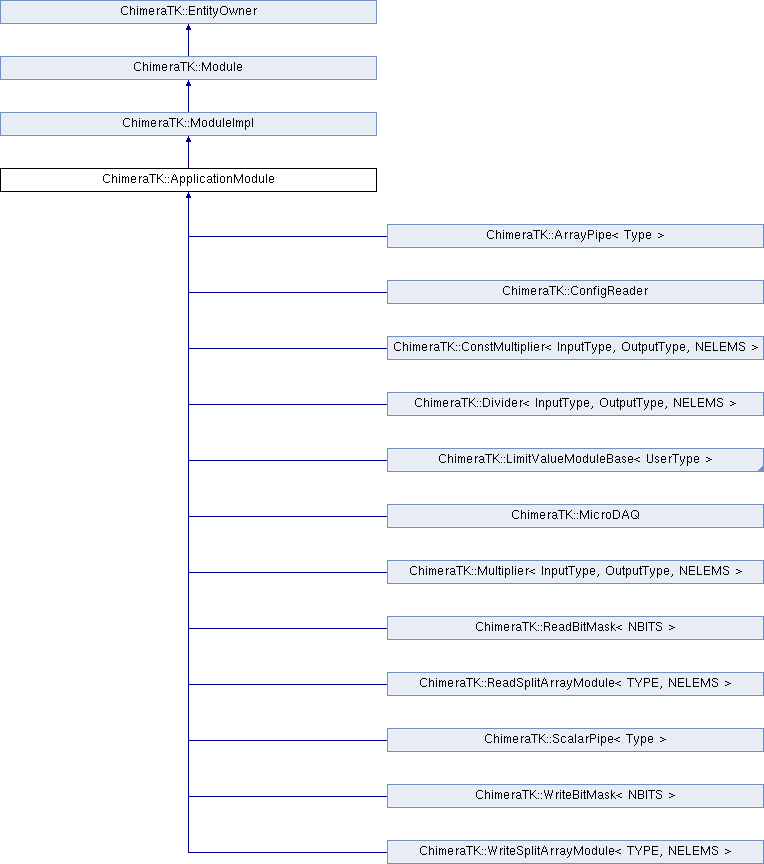 ChimeraTK::EntityOwner
ChimeraTK::Module
ChimeraTK::ModuleImpl
ChimeraTK::ApplicationModule
ChimeraTK::ArrayPipe< Type >
ChimeraTK::ConfigReader
ChimeraTK::ConstMultiplier< InputType, OutputType, NELEMS >
ChimeraTK::Divider< InputType, OutputType, NELEMS >
ChimeraTK::LimitValueModuleBase< UserType >
ChimeraTK::MicroDAQ
ChimeraTK::Multiplier< InputType, OutputType, NELEMS >
ChimeraTK::ReadBitMask< NBITS >
ChimeraTK::ReadSplitArrayModule< TYPE, NELEMS >
ChimeraTK::ScalarPipe< Type >
ChimeraTK::WriteBitMask< NBITS >
ChimeraTK::WriteSplitArrayModule< TYPE, NELEMS >